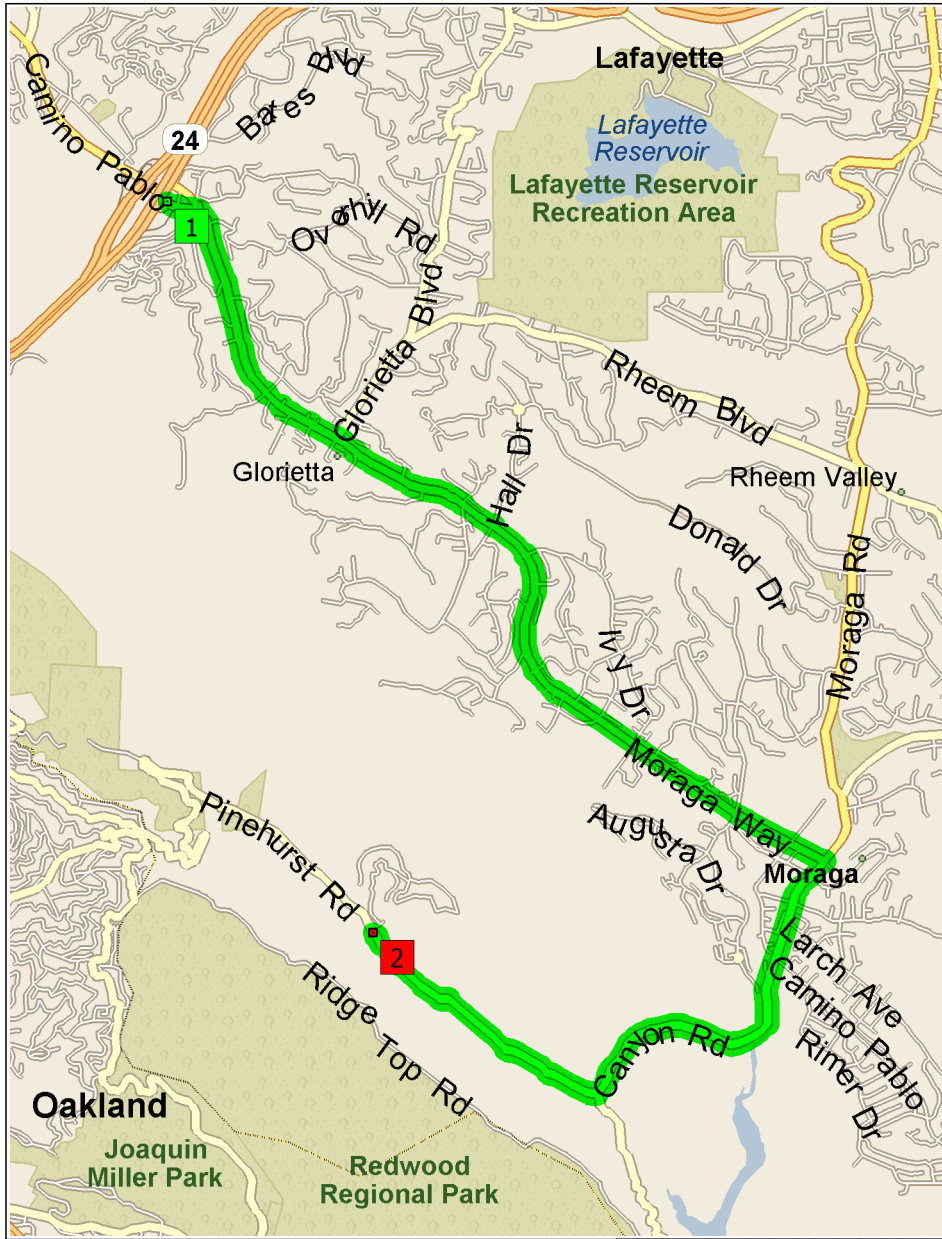 Camino Pablo
24
Bates Blvd
Lafayette
Lafayette
Reservoir
Lafayette Reservoir
Recreation Area
1
Overhill Rd
Glorietta Blvd
Rheem Blvd
Glorietta
Hall Dr
Rheem Valley
Donald Dr
Moraga Rd
Ivy Dr
Moraga Way
Augusta Dr
Moraga
Pinehurst Rd
2
Larch Ave
Camino Pablo
Rimer Dr
Ridge Top Rd
Canyon Rd
Oakland
Joaquin
Miller Park
Redwood
Regional Park